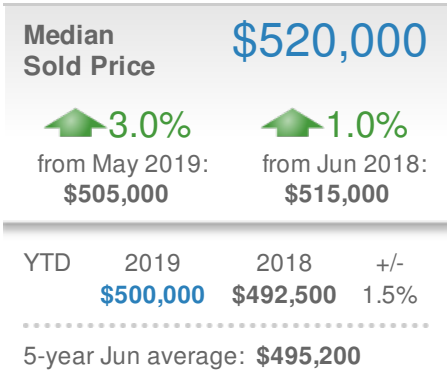 Median
Sold Price
$520,000
3.0% 1.0%
from May 2019: from Jun 2018:
$505,000 $515,000
YTD 2019 2018 +/-
$500,000 $492,500 1.5%
5-year Jun average: $495,200